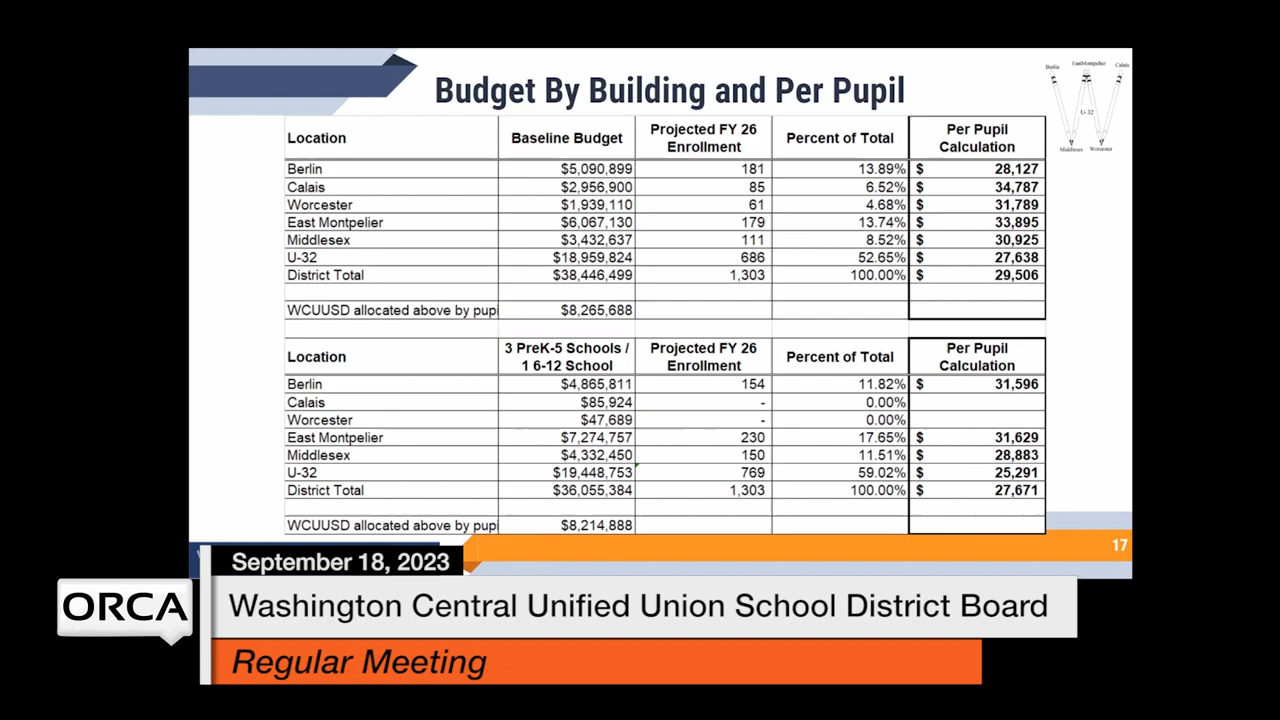 Budget By Building and Per Pupil
Berlin EastMontpelier Calais
U-32
Middlesex Worcester
Location Baseline Budget Projected FY 26 Enrollment Percent of Total Per Pupil Calculation
Berlin $5,090,899 181 13.89% $ 28,127
Calais $2,956,900 85 6.52% $ 34,787
Worcester $1,939,110 61 4.68% $ 31,789
East Montpelier $6,067,130 179 13.74% $ 33,895
Middlesex $3,432,637 111 8.52% $ 30,925
U-32 $18,959,824 686 52.65% $ 27,638
District Total $38,446,499 1,303 100.00% $ 29,506
WCUUSD allocated above by pupi $8,265,688
Location 3 PreK-5 Schools / 1 6-12 School Projected FY 26 Enrollment Percent of Total Per Pupil Calculation
Berlin $4,865,811 154 11.82% $ 31,596
Calais $85,924 - 0.00%
Worcester $47,689 - 0.00%
East Montpelier $7,274,757 230 17.65% $ 31,629
Middlesex $4,332,450 150 11.51% $ 28,883
U-32 $19,448,753 769 59.02% $ 25,291
District Total $36,055,384 1,303 100.00% $ 27,671
WCUUSD allocated above by pupi $8,214,888
17
September 18, 2023
ORCA
Washington Central Unified Union School District Board
Regular Meeting